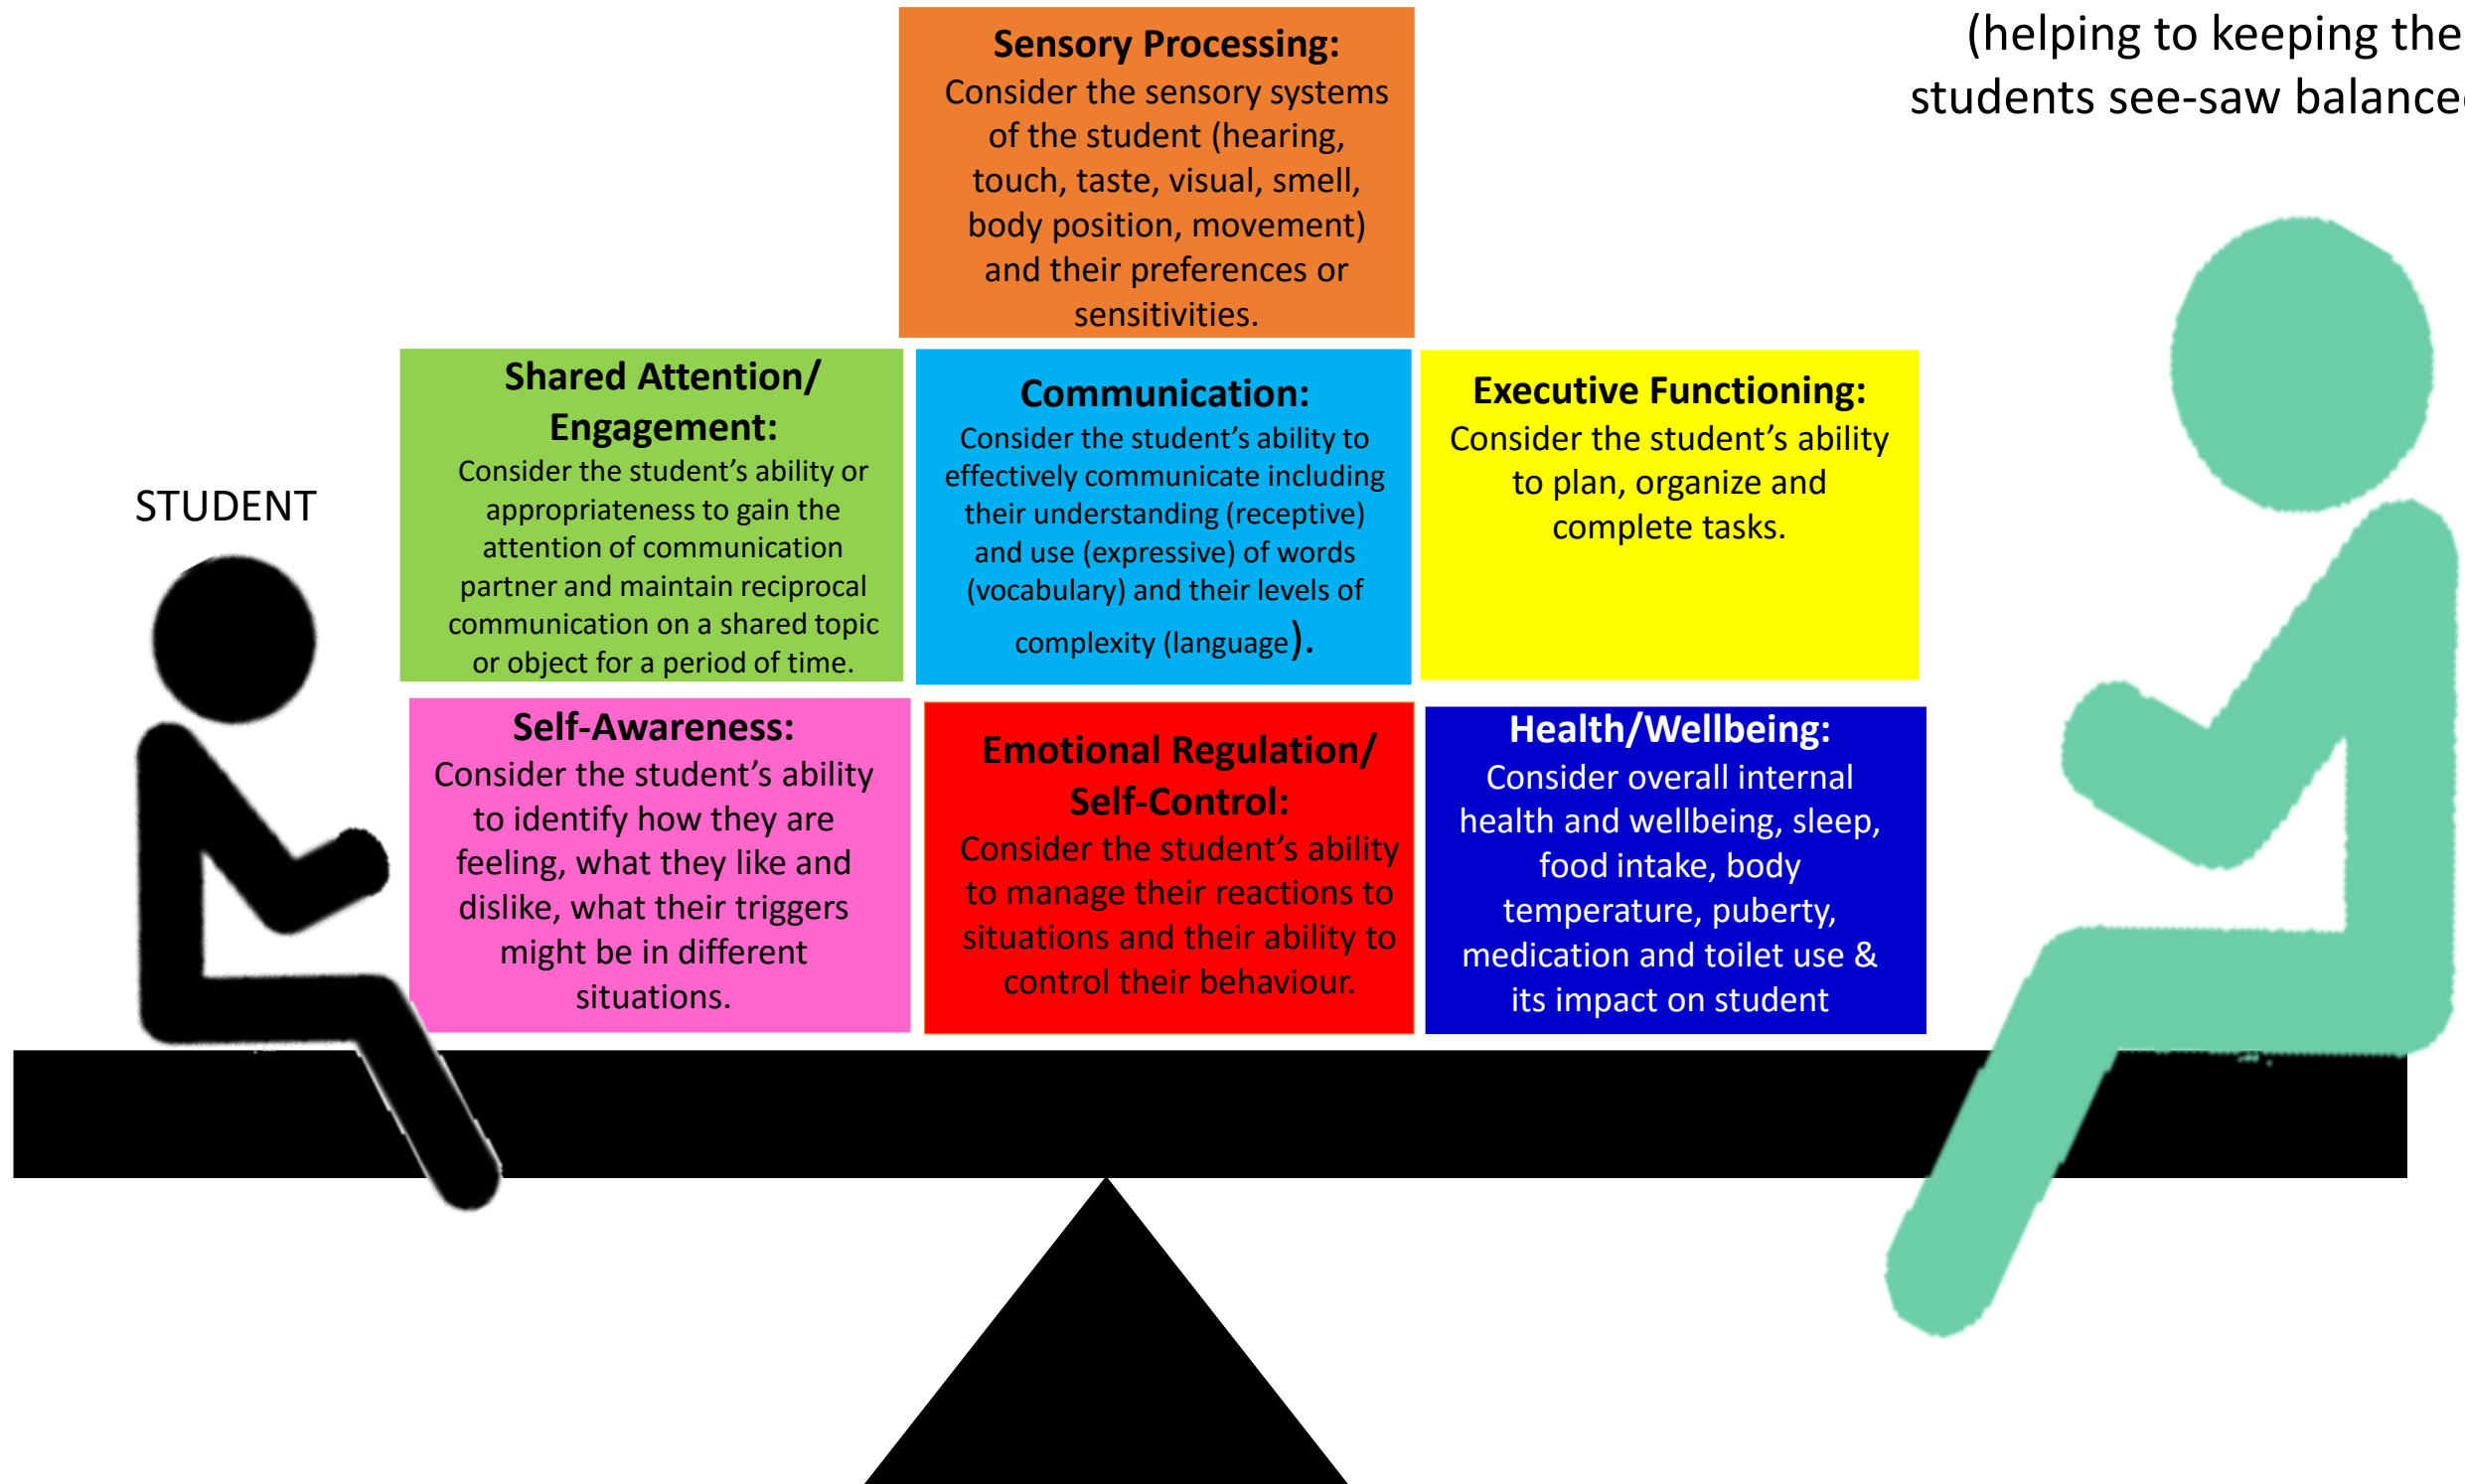 (helping to keeping the
students see-saw balanced
Sensory Processing:
Consider the sensory systems
of the student (hearing,
touch, taste, visual, smell,
body position, movement)
and their preferences or
sensitivities.
Shared Attention/
Engagement:
Consider the student’s ability or
appropriateness to gain the
attention of communication
partner and maintain reciprocal
communication on a shared topic
or object for a period of time.
Communication:
Consider the student’s ability to
effectively communicate including
their understanding (receptive)
and use (expressive) of words
(vocabulary) and their levels of
complexity (language).
Executive Functioning:
Consider the student’s ability
to plan, organize and
complete tasks.
STUDENT
Self-Awareness:
Consider the student’s ability
to identify how they are
feeling, what they like and
dislike, what their triggers
might be in different
situations.
Emotional Regulation/
Self-Control:
Consider the student’s ability
to manage their reactions to
situations and their ability to
control their behaviour.
Health/Wellbeing:
Consider overall internal
health and wellbeing, sleep,
food intake, body
temperature, puberty,
medication and toilet use &
its impact on student